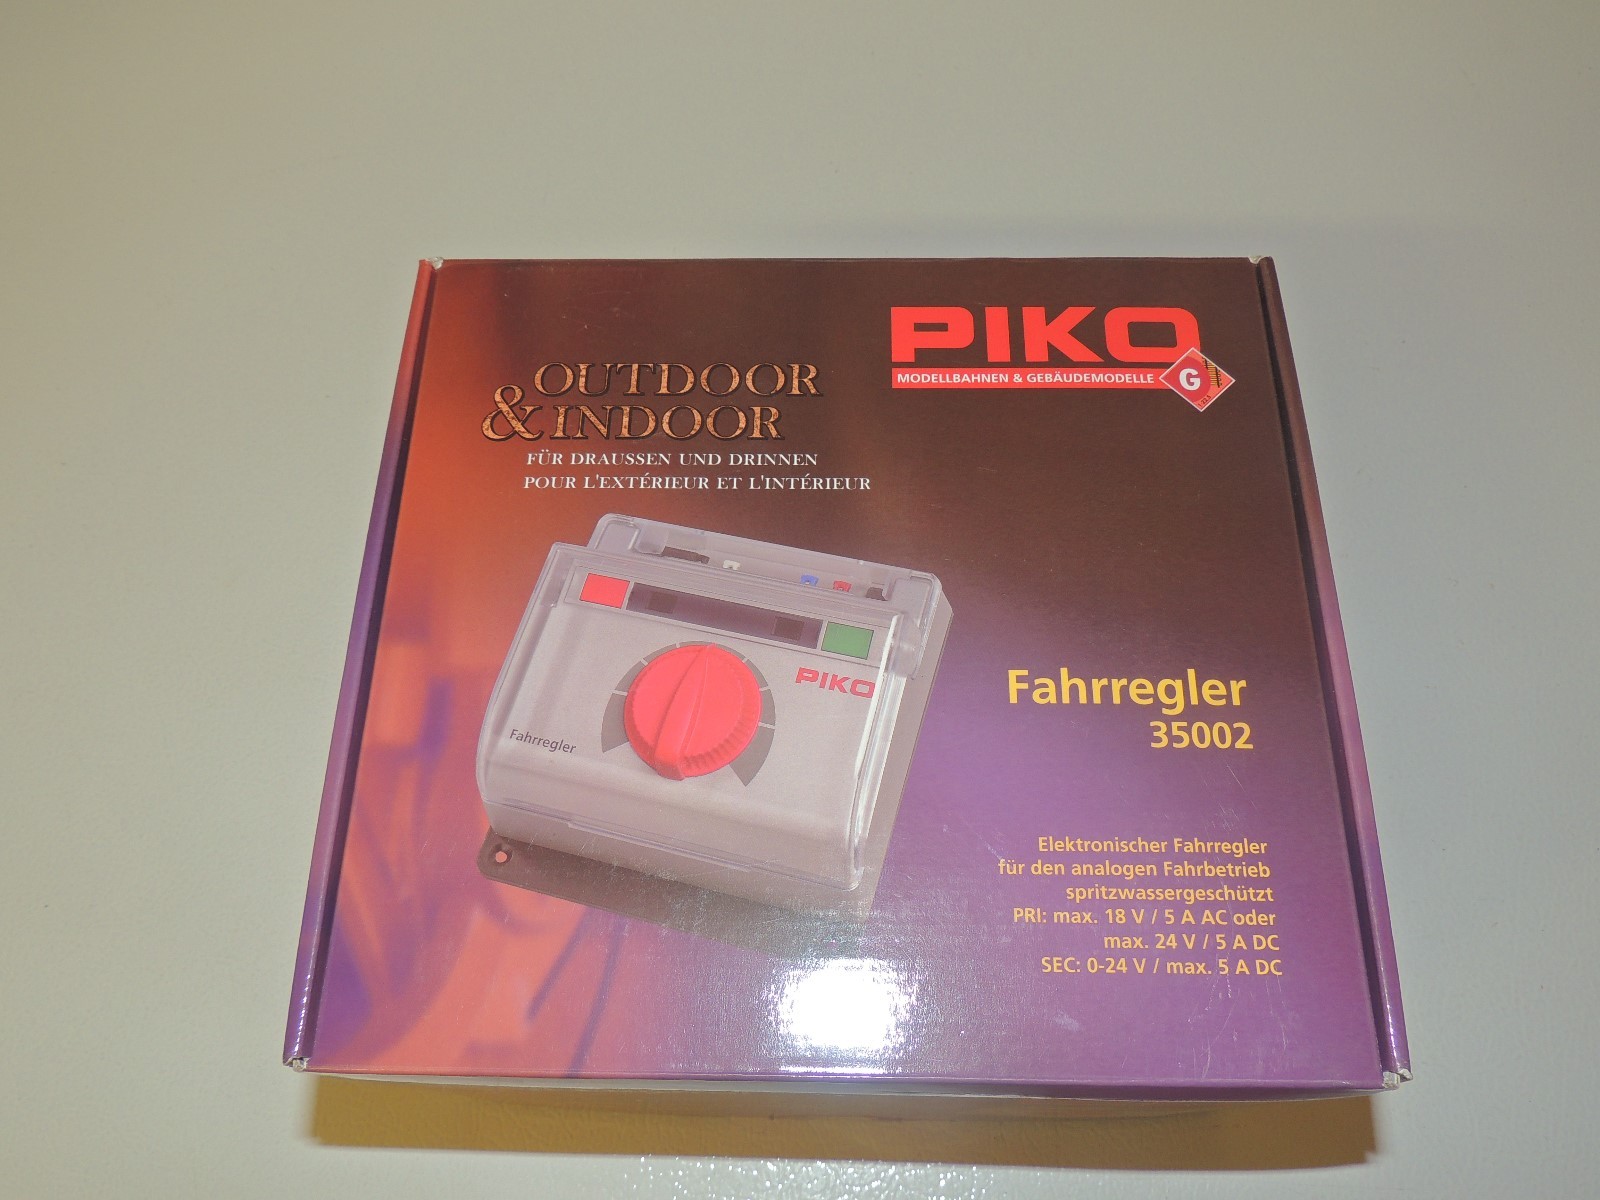 PIKO
MODELLBAHNEN & GEBÄUDEMODELLE
G
OUTDOOR
& INDOOR
FÜR DRAUSSEN UND DRINNEN
POUR L'EXTÉRIEUR ET L'INTÉRIEUR
PIKO
Fahrregler
Fahrregler
35002
Elektronischer Fahrregler
für den analogen Fahrbetrieb
spritzwassergeschützt
PRI: max. 18 V / 5 A AC oder
max. 24 V / 5 A DC
SEC: 0-24 V / max. 5 A DC